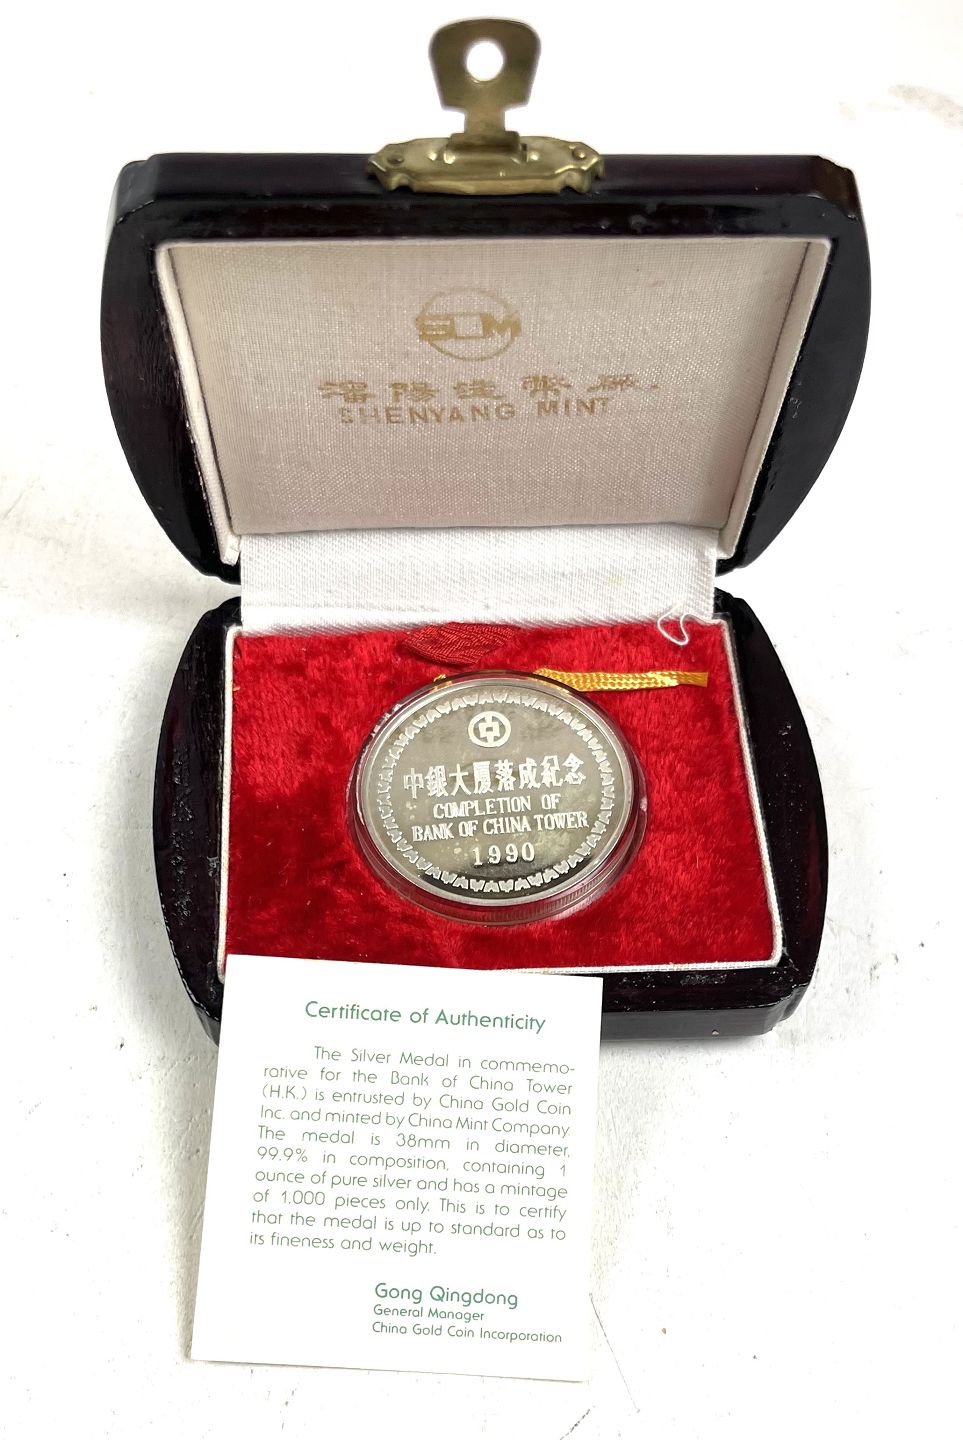 SDM
瀋陽造幣厰
SHENYANG MINT
中銀大厦落成紀念
COMPLETION OF
BANK OF CHINA TOWER
1990
Certificate of Authenticity
The Silver Medal in commemo-
rative for the Bank of China Tower
(H.K.) is entrusted by China Gold Coin
Inc. and minted by China Mint Company.
The medal is 38mm in diameter,
99.9% in composition, containing 1
ounce of pure silver and has a mintage
of 1,000 pieces only. This is to certify
that the medal is up to standard as to
its fineness and weight.
Gong Qingdong
General Manager
China Gold Coin Incorporation